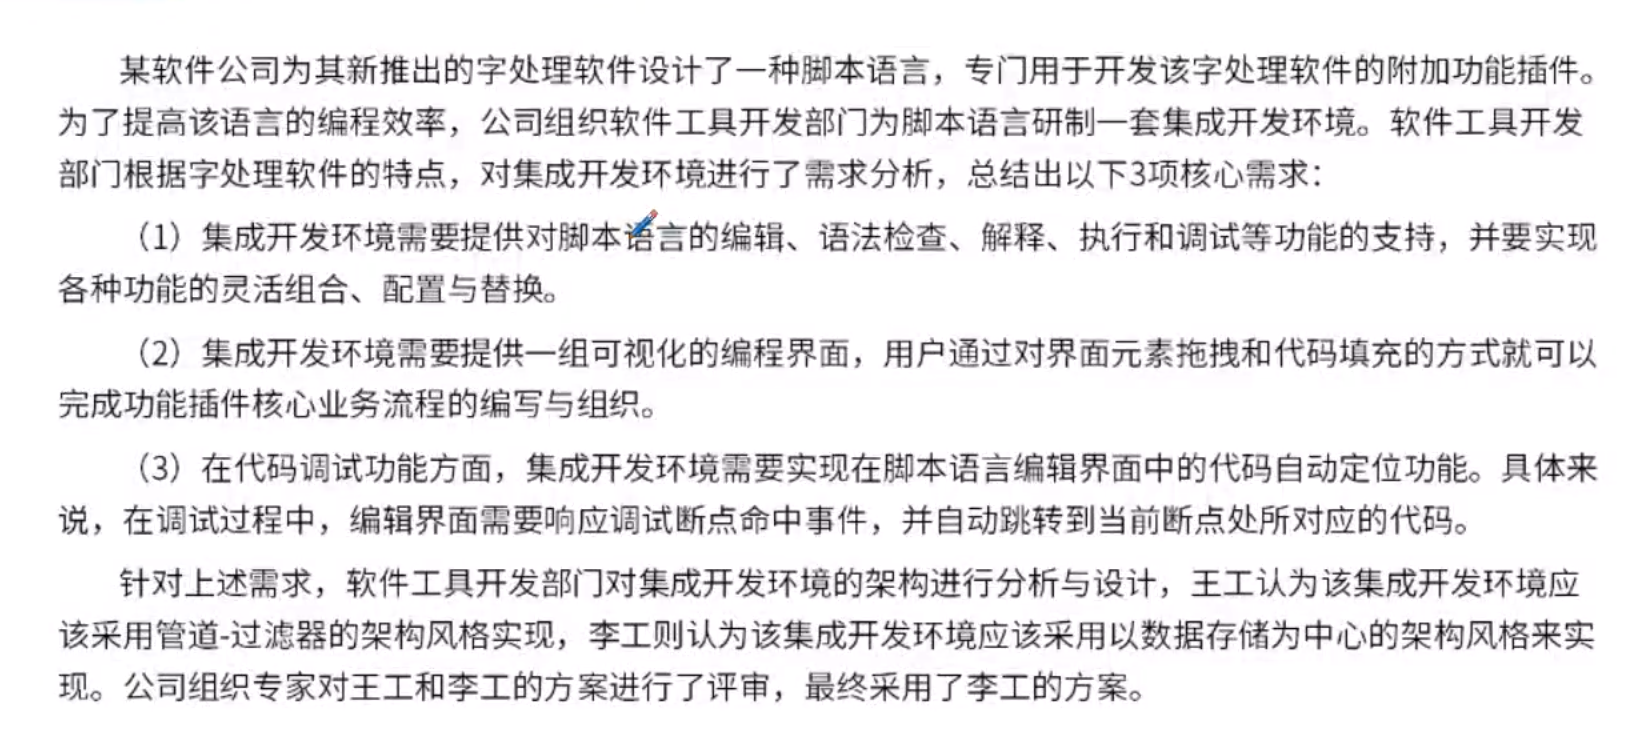 某软件公司为其新推出的字处理软件设计了一种脚本语言，专门用于开发该字处理软件的附加功能插件。
为了提高该语言的编程效率，公司组织软件工具开发部门为脚本语言研制一套集成开发环境。软件工具开发
部门根据字处理软件的特点，对集成开发环境进行了需求分析，总结出以下3项核心需求：
（1）集成开发环境需要提供对脚本语言的编辑、语法检查、解释、执行和调试等功能的支持，并要实现
各种功能的灵活组合、配置与替换。
（2）集成开发环境需要提供一组可视化的编程界面，用户通过对界面元素拖拽和代码填充的方式就可以
完成功能插件核心业务流程的编写与组织。
（3）在代码调试功能方面，集成开发环境需要实现在脚本语言编辑界面中的代码自动定位功能。具体来
说，在调试过程中，编辑界面需要响应调试断点命中事件，并自动跳转到当前断点处所对应的代码。
针对上述需求，软件工具开发部门对集成开发环境的架构进行分析与设计，王工认为该集成开发环境应
该采用管道-过滤器的架构风格实现，李工则认为该集成开发环境应该采用以数据存储为中心的架构风格来实
现。公司组织专家对王工和李工的方案进行了评审，最终采用了李工的方案。